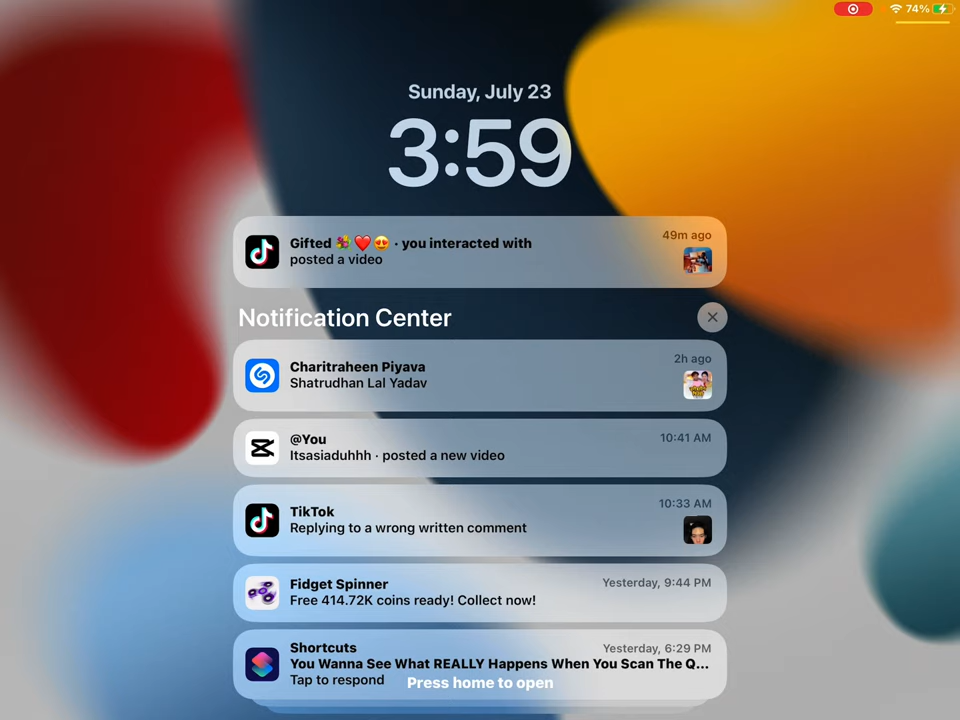 74%
Sunday, July 23
3:59
Gifted 💐❤️😍 · you interacted with
49m ago
posted a video
Notification Center
Charitraheen Piyava
2h ago
Shatrudhan Lal Yadav
@You
10:41 AM
Itsasiaduhhh · posted a new video
TikTok
10:33 AM
Replying to a wrong written comment
Fidget Spinner
Yesterday, 9:44 PM
Free 414.72K coins ready! Collect now!
Shortcuts
Yesterday, 6:29 PM
You Wanna See What REALLY Happens When You Scan The Q...
Tap to respond
Press home to open